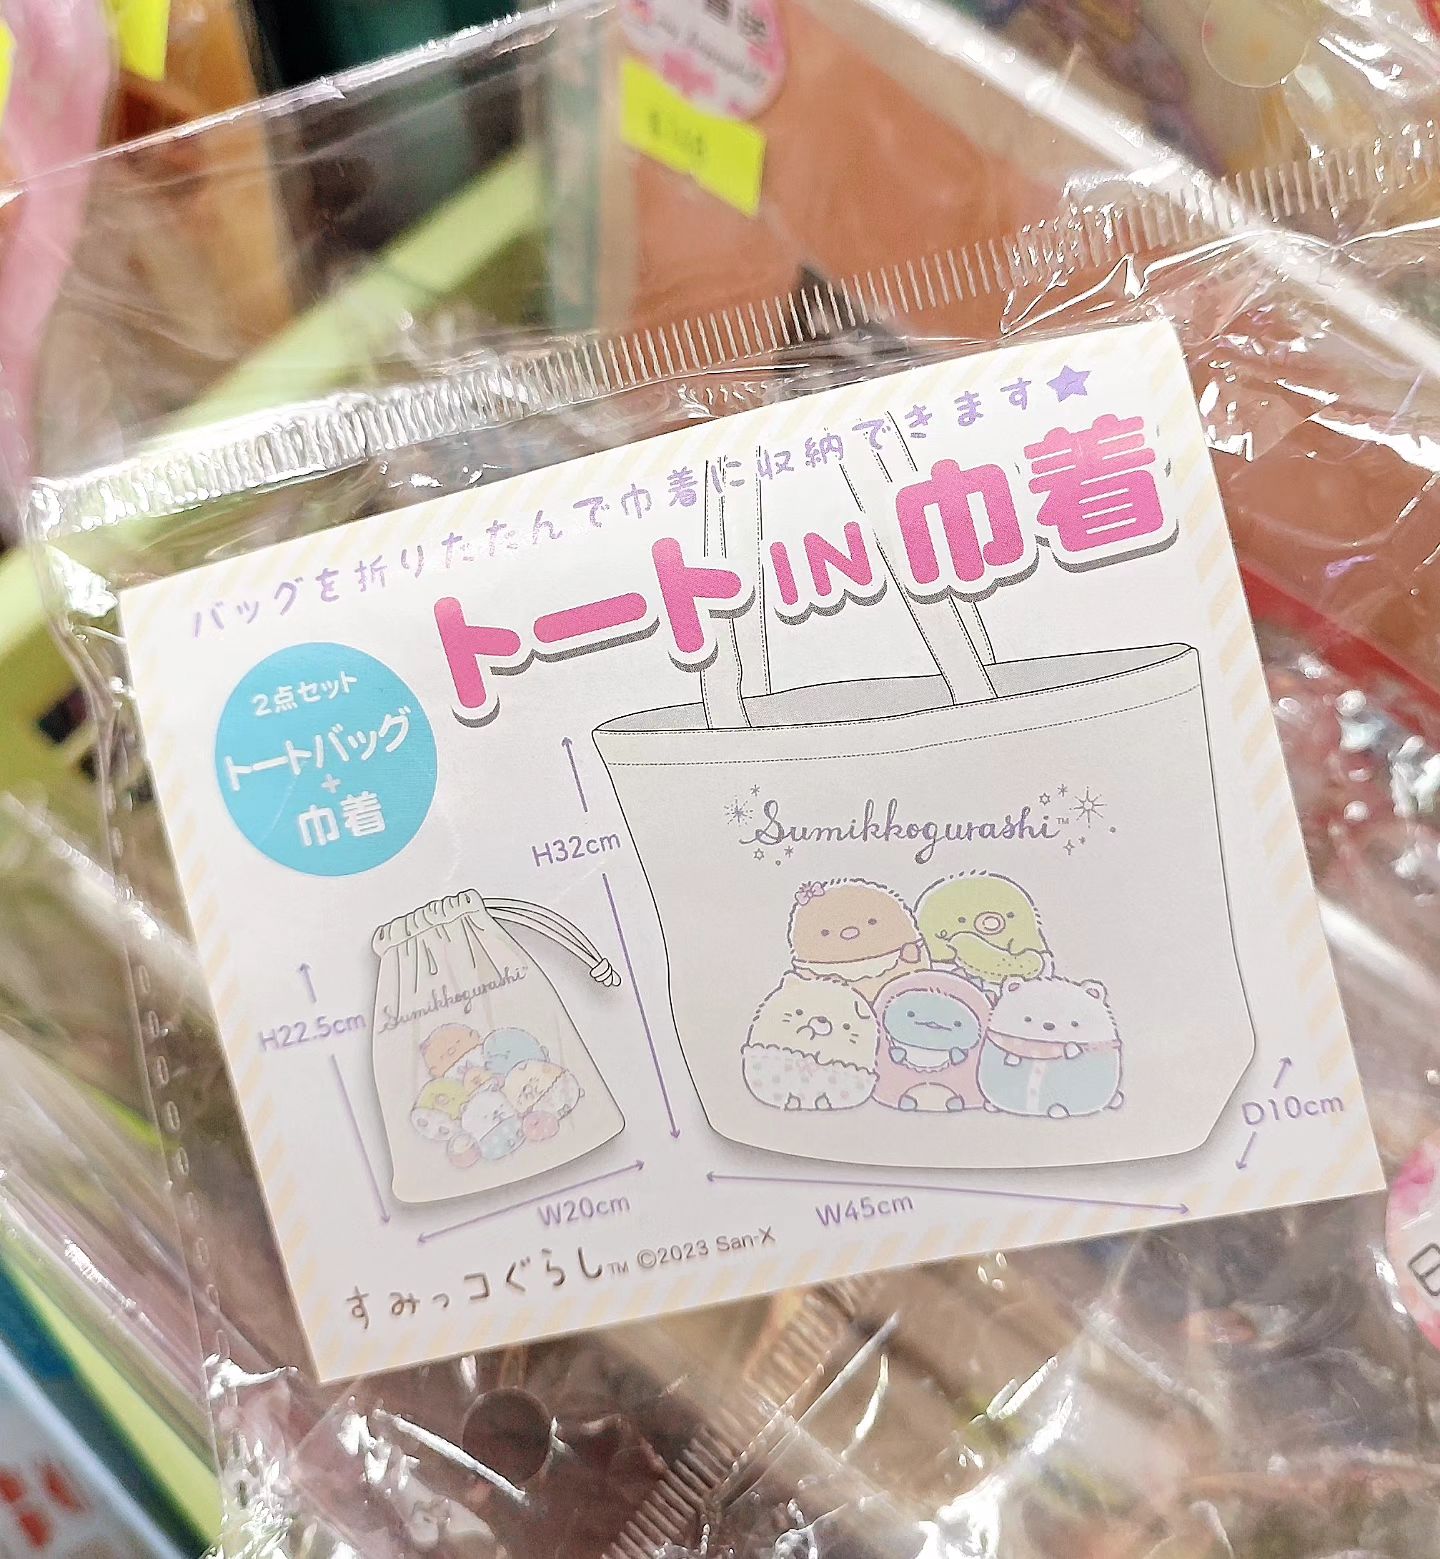 バッグを折りたたんで巾着に収納できます★
トートIN巾着
2点セット
トートバッグ
+
巾着
Sumikkogurashi™
H32cm
Sumikkogurashi™
H22.5cm
D10cm
W20cm
W45cm
すみっコぐらし™ ©2023 San-X